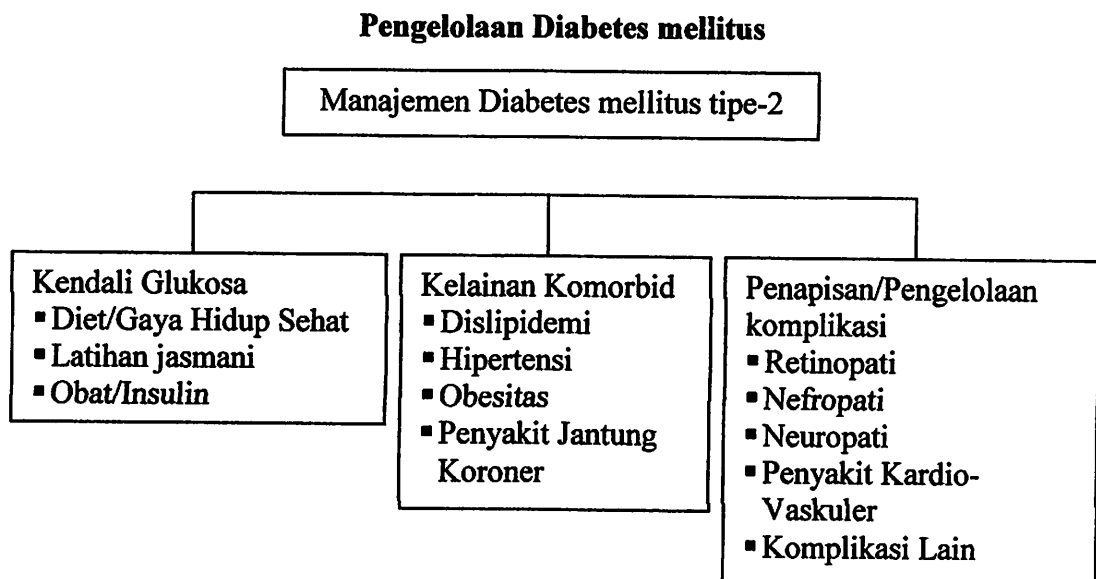 Pengelolaan Diabetes mellitus
Manajemen Diabetes mellitus tipe-2
Kendali Glukosa
▪ Diet/Gaya Hidup Sehat
▪ Latihan jasmani
▪ Obat/Insulin
Kelainan Komorbid
▪ Dislipidemi
▪ Hipertensi
▪ Obesitas
▪ Penyakit Jantung
Koroner
Penapisan/Pengelolaan
komplikasi
▪ Retinopati
▪ Nefropati
▪ Neuropati
▪ Penyakit Kardio-
Vaskuler
▪ Komplikasi Lain